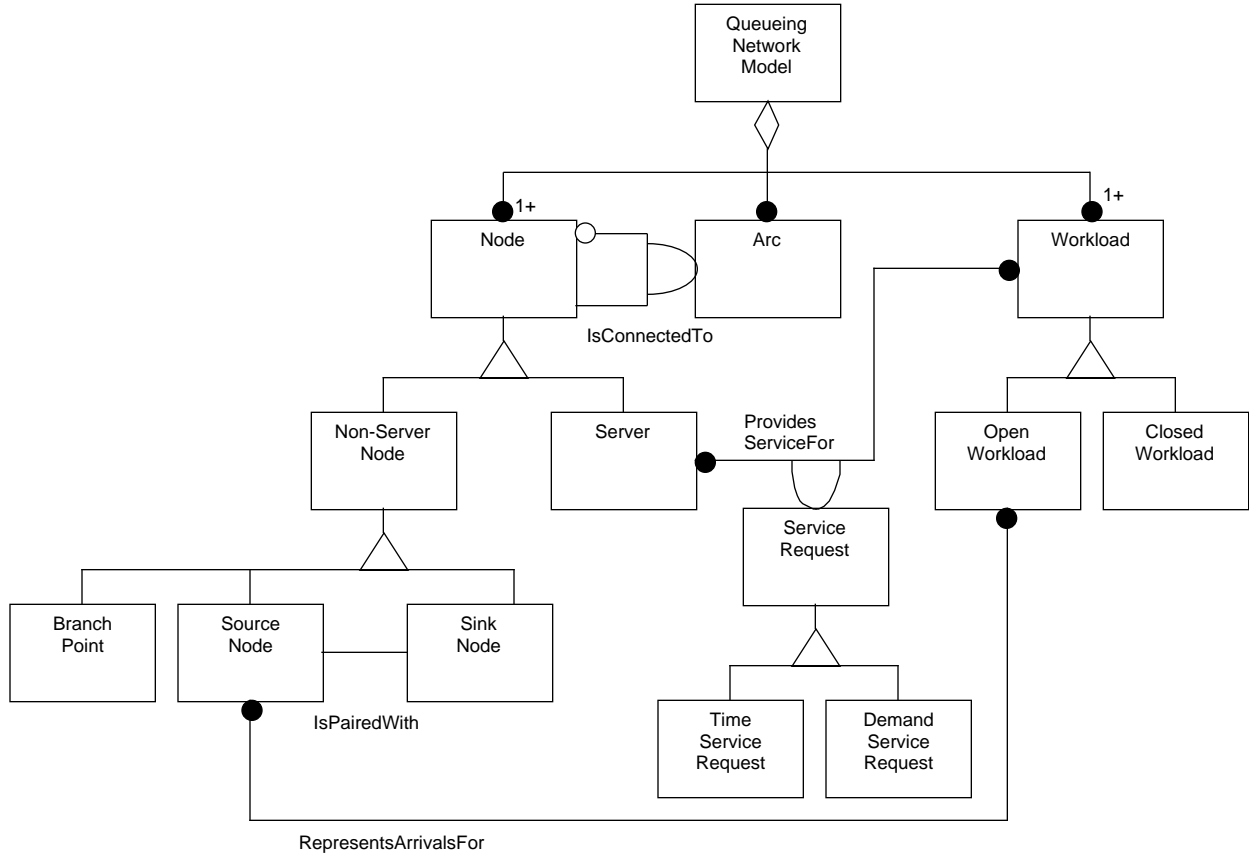 Queueing
Network
Model
1+
1+
Node
Arc
Workload
IsConnectedTo
Non-Server
Node
Server
Provides
ServiceFor
Open
Workload
Closed
Workload
Service
Request
Branch
Point
Source
Node
Sink
Node
IsPairedWith
Time
Service
Request
Demand
Service
Request
RepresentsArrivalsFor